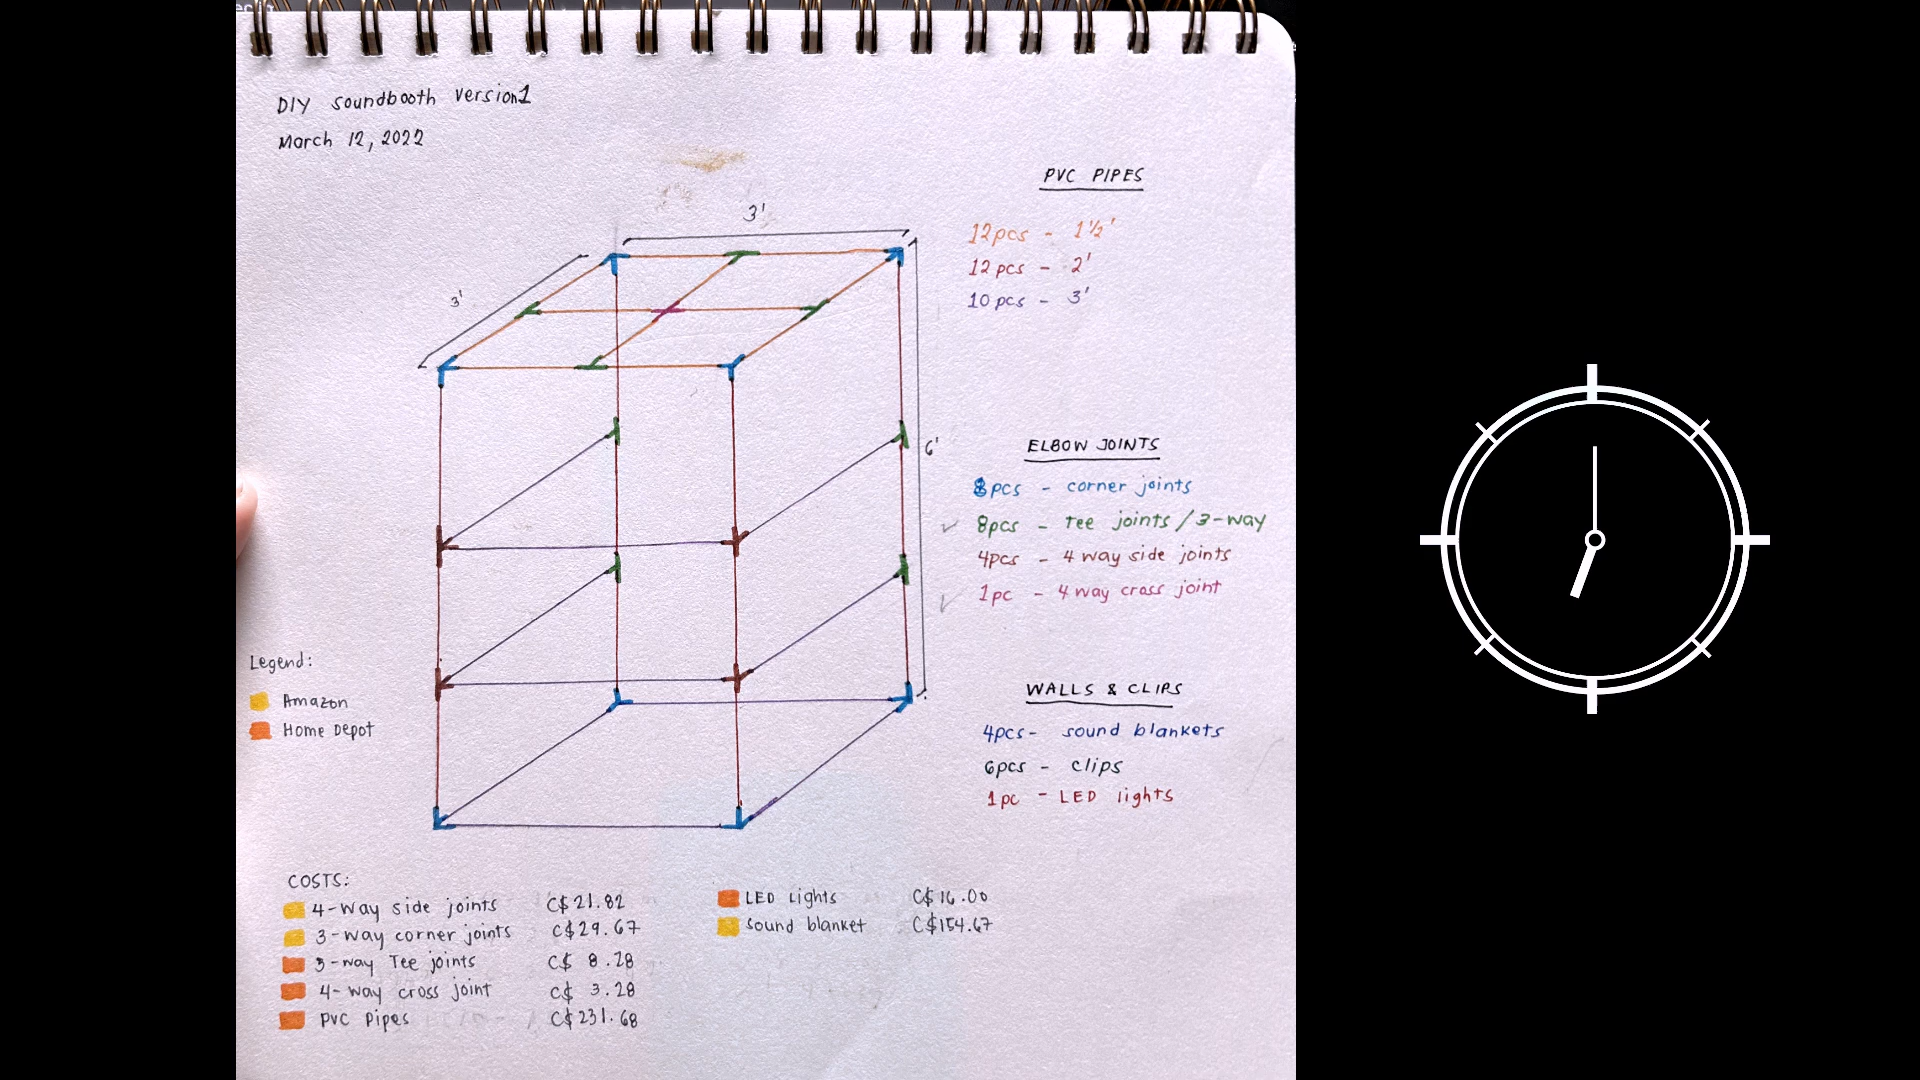 DIY Soundbooth Version1
March 12, 2022
3'
3'
6'
PVC PIPES
12pcs - 1½'
12pcs - 2'
10pcs - 3'
ELBOW JOINTS
8pcs - corner joints
8pcs - Tee joints / 3-way
4pcs - 4 way side joints
1pc - 4 way cross joint
WALLS & CLIPS
4pcs- sound blankets
6pcs - clips
1pc - LED lights
Legend:
Amazon
Home Depot
COSTS:
4-Way side joints C$21.82
3-way corner joints C$29.67
3-way Tee joints C$ 8.28
4-way cross joint C$ 3.28
PVC Pipes C$231.68
LED Lights C$16.00
Sound blanket C$154.67